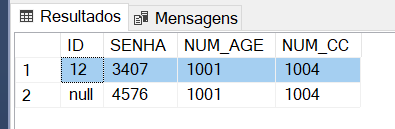 Resultados Mensagens
ID SENHA NUM_AGE NUM_CC
1 12 3407 1001 1004
2 null 4576 1001 1004